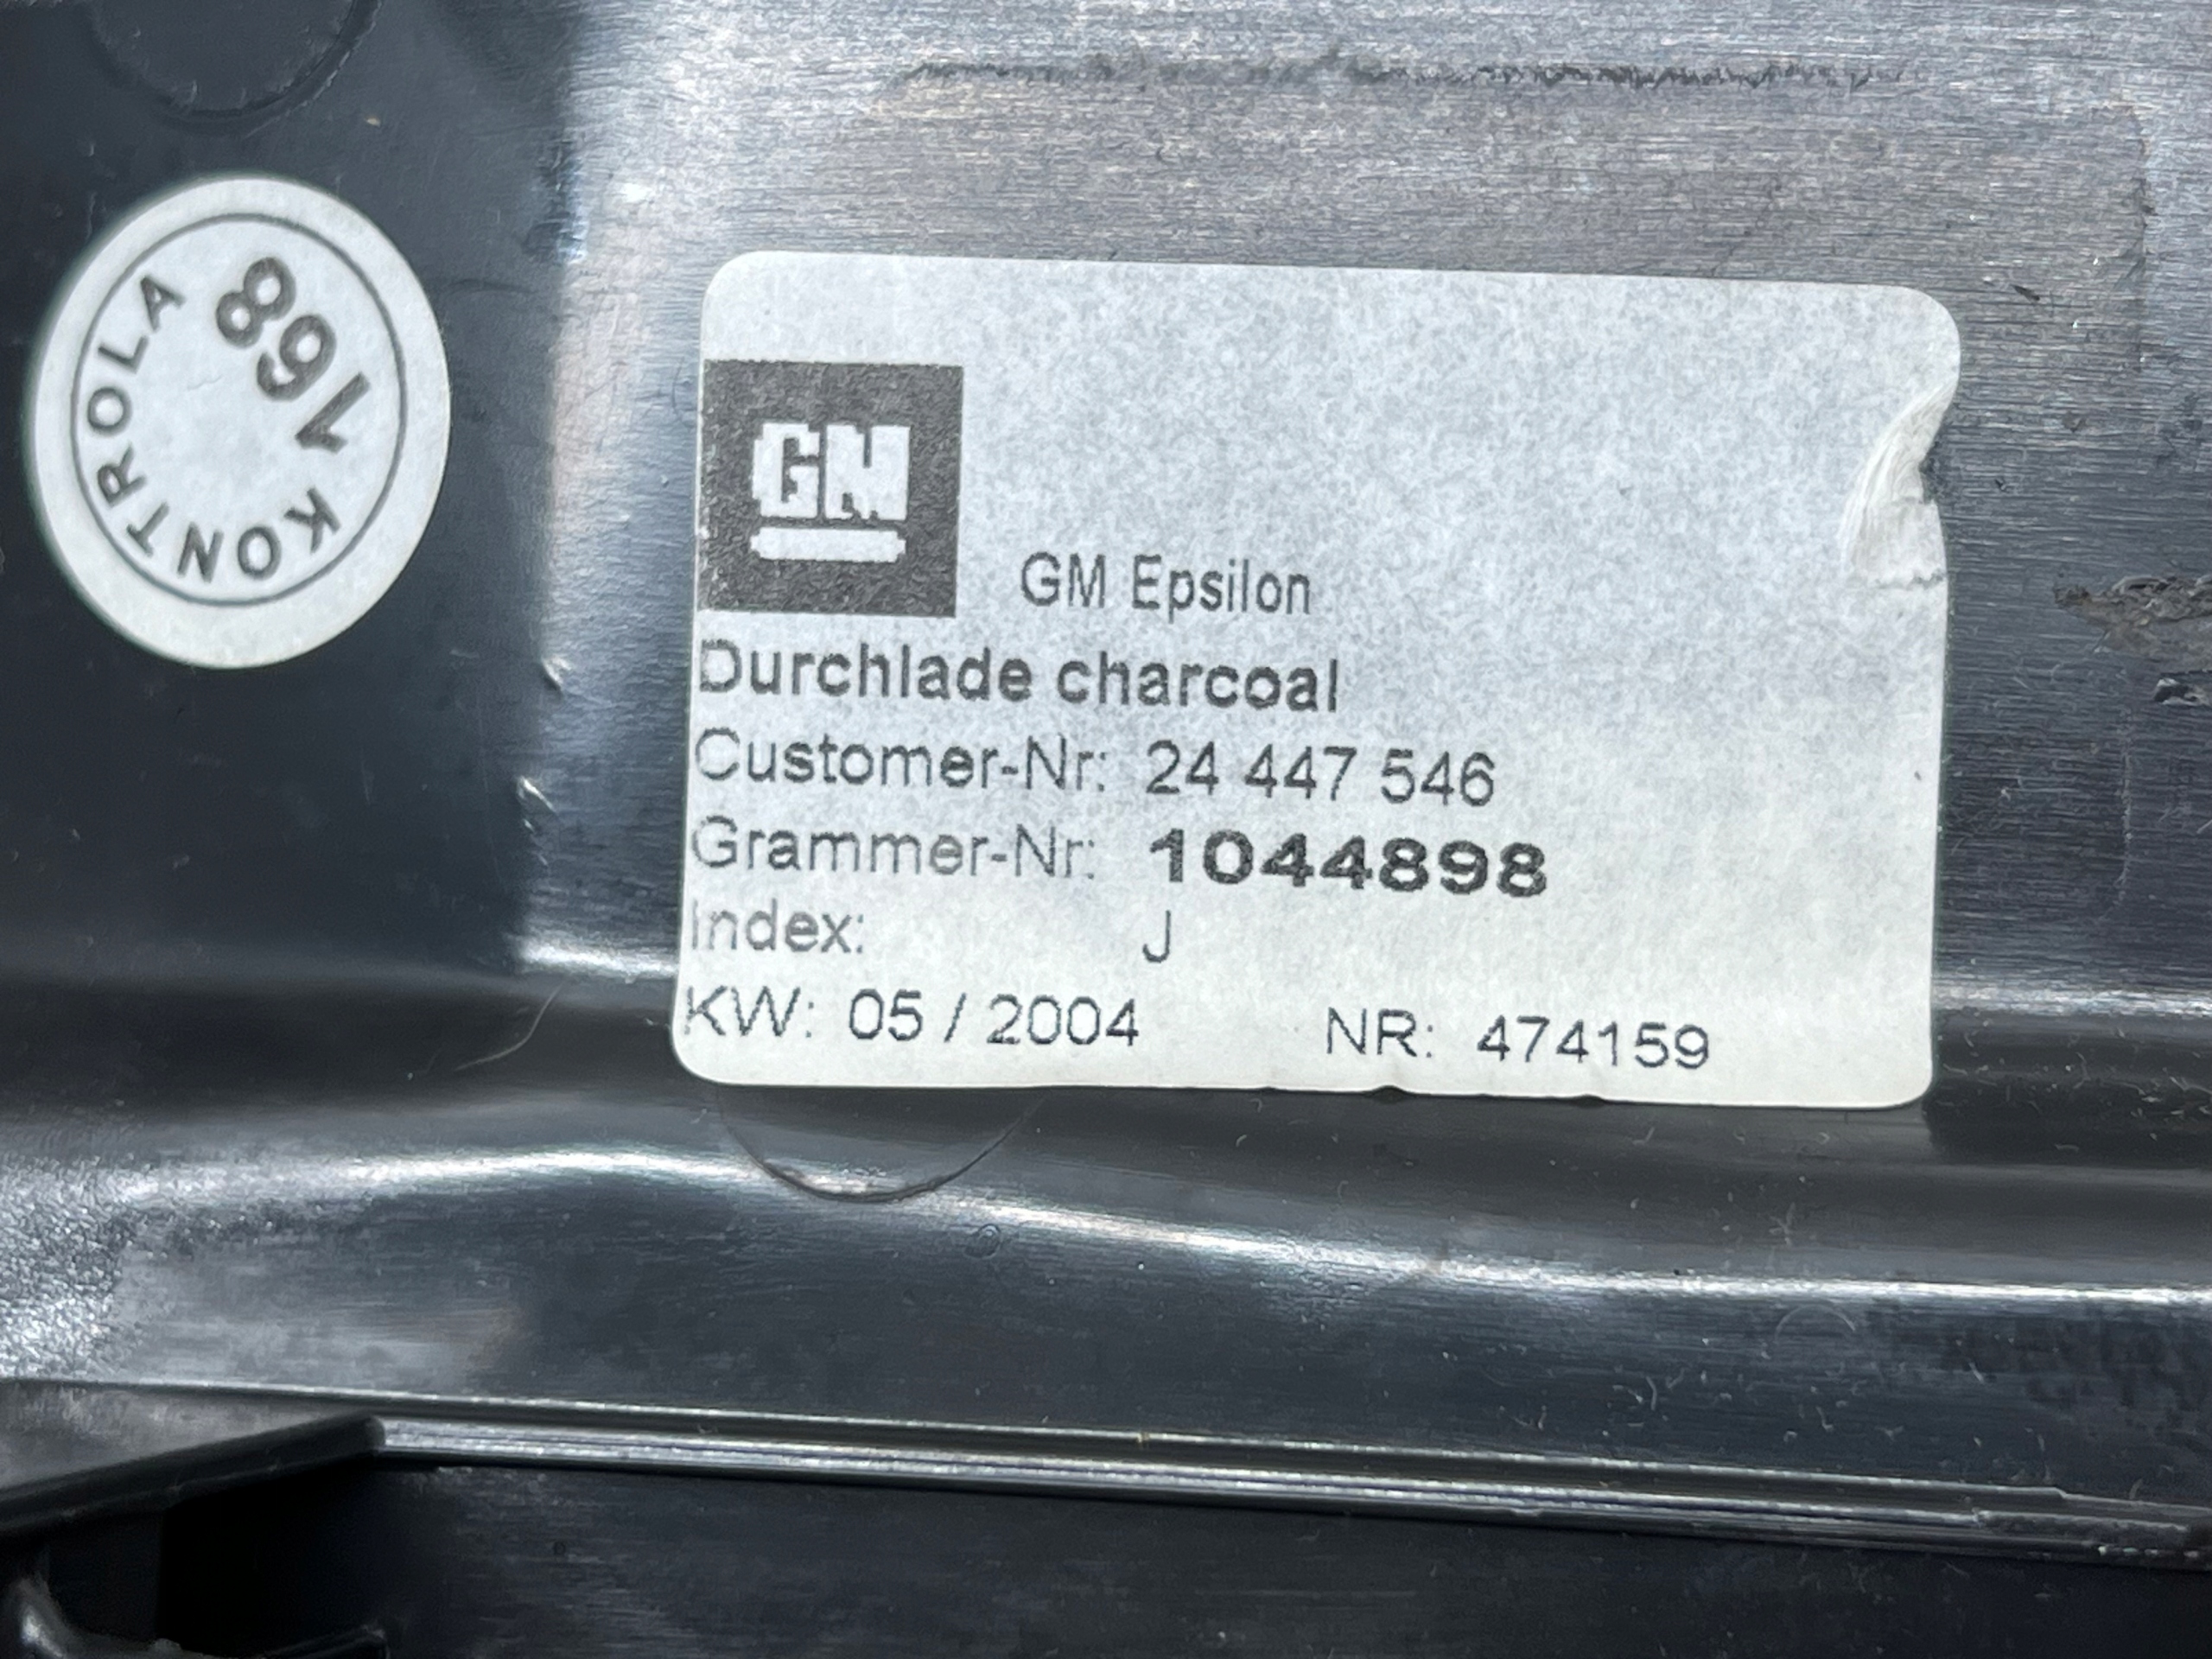 KONTROLA
168
GM
GM Epsilon
Durchlade charcoal
Customer-Nr: 24 447 546
Grammer-Nr: 1044898
Index: J
KW: 05 / 2004 NR: 474159